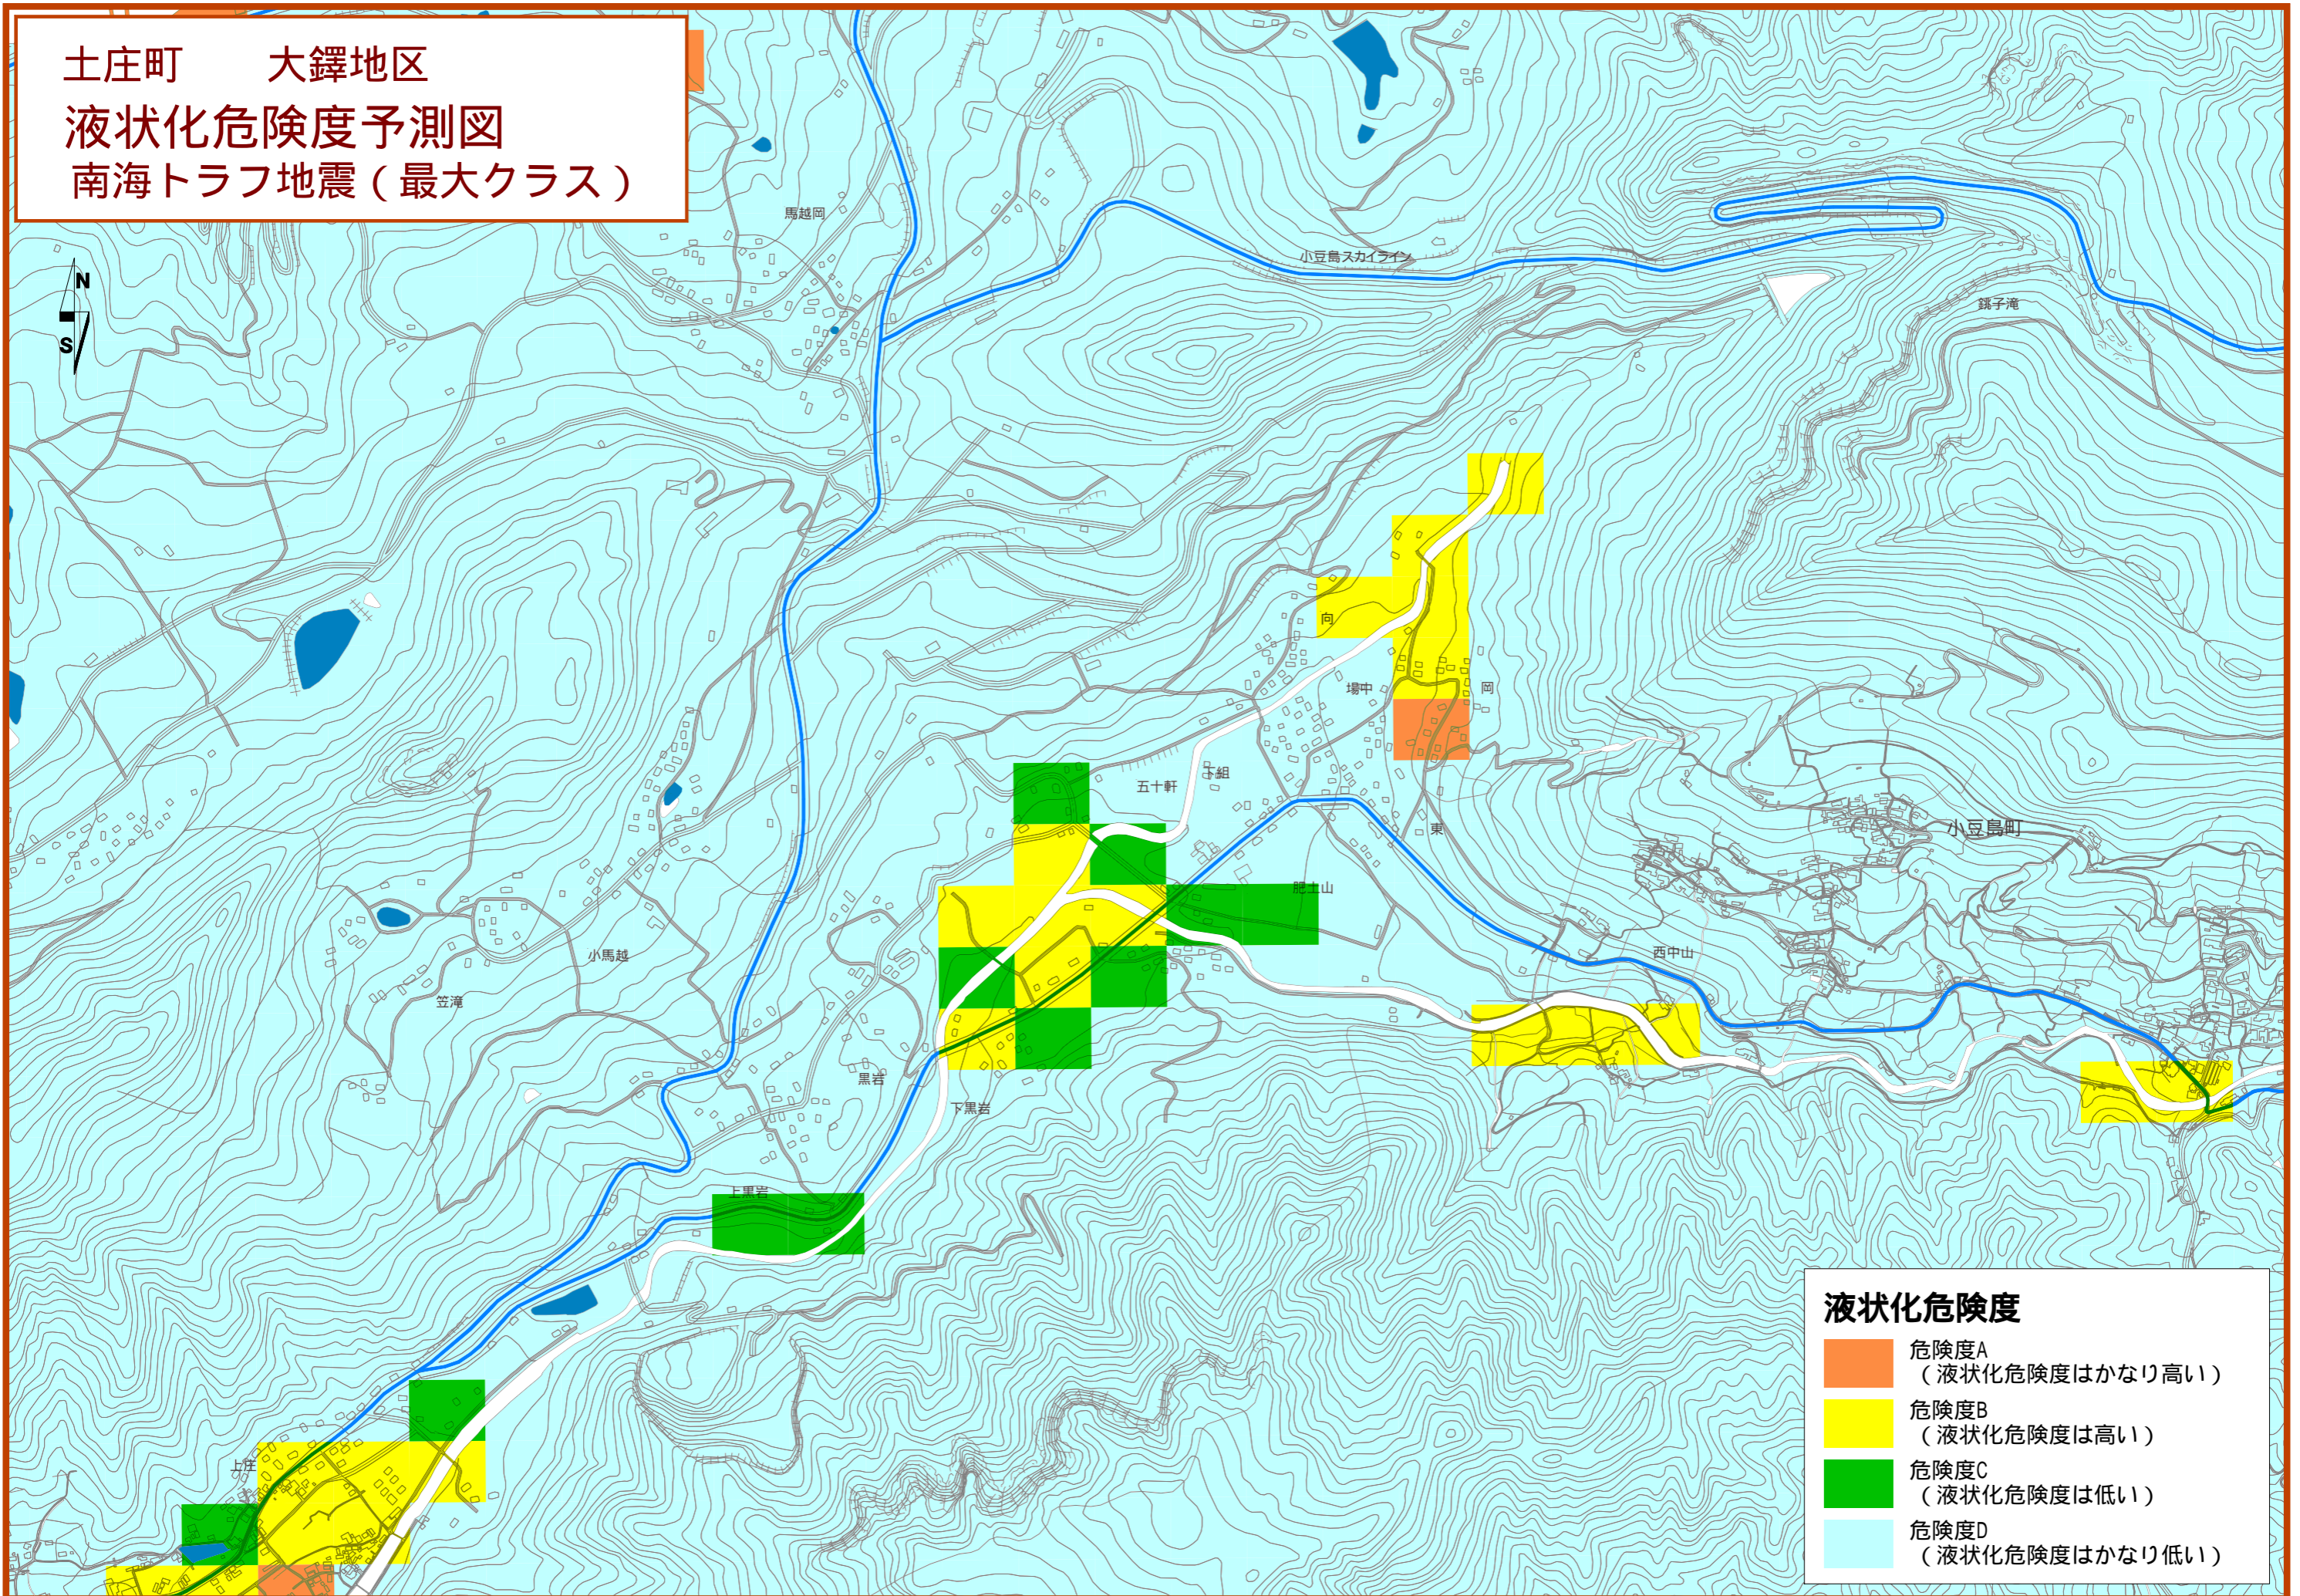 土庄町　　大鐸地区
液状化危険度予測図
南海トラフ地震（最大クラス）
N
S
馬越岡
小豆島スカイライン
銚子滝
向
場中
岡
下組
五十軒
東
小豆島町
肥土山
西中山
小馬越
笠滝
黒岩
下黒岩
上黒岩
上庄
液状化危険度
危険度A
（液状化危険度はかなり高い）
危険度B
（液状化危険度は高い）
危険度C
（液状化危険度は低い）
危険度D
（液状化危険度はかなり低い）